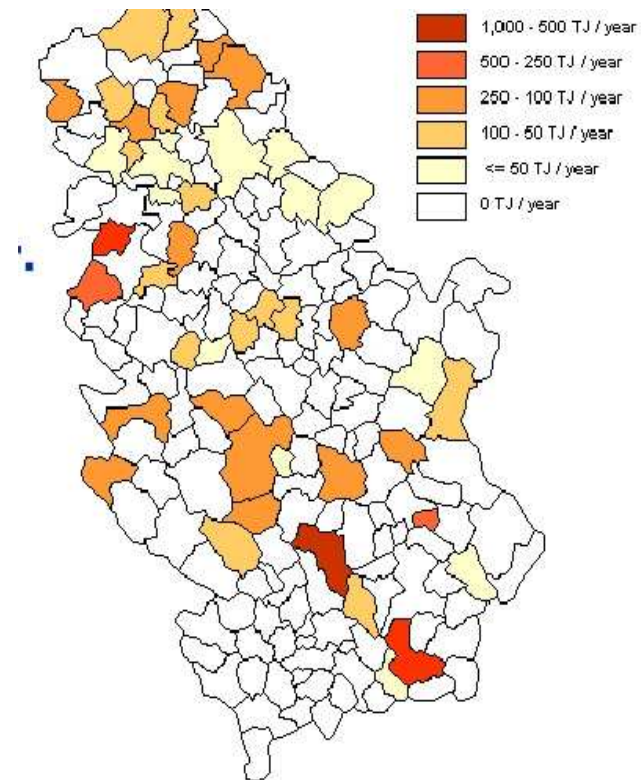 1,000 - 500 TJ / year
500 - 250 TJ / year
250 - 100 TJ / year
100 - 50 TJ / year
<= 50 TJ / year
0 TJ / year